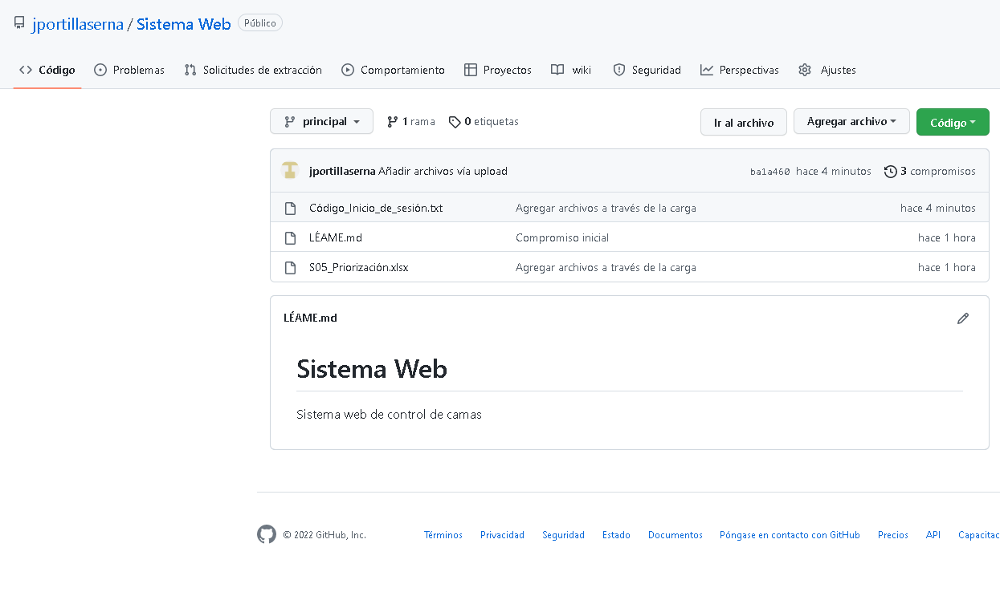 jportillaserna / Sistema Web Público
Código Problemas Solicitudes de extracción Comportamiento Proyectos wiki Seguridad Perspectivas Ajustes
principal 1 rama 0 etiquetas Ir al archivo Agregar archivo Código
jportillaserna Añadir archivos vía upload ba1a460 hace 4 minutos 3 compromisos
Código_Inicio_de_sesión.txt Agregar archivos a través de la carga hace 4 minutos
LÉAME.md Compromiso inicial hace 1 hora
S05_Priorización.xlsx Agregar archivos a través de la carga hace 1 hora
LÉAME.md
Sistema Web
Sistema web de control de camas
© 2022 GitHub, Inc. Términos Privacidad Seguridad Estado Documentos Póngase en contacto con GitHub Precios API Capacitac